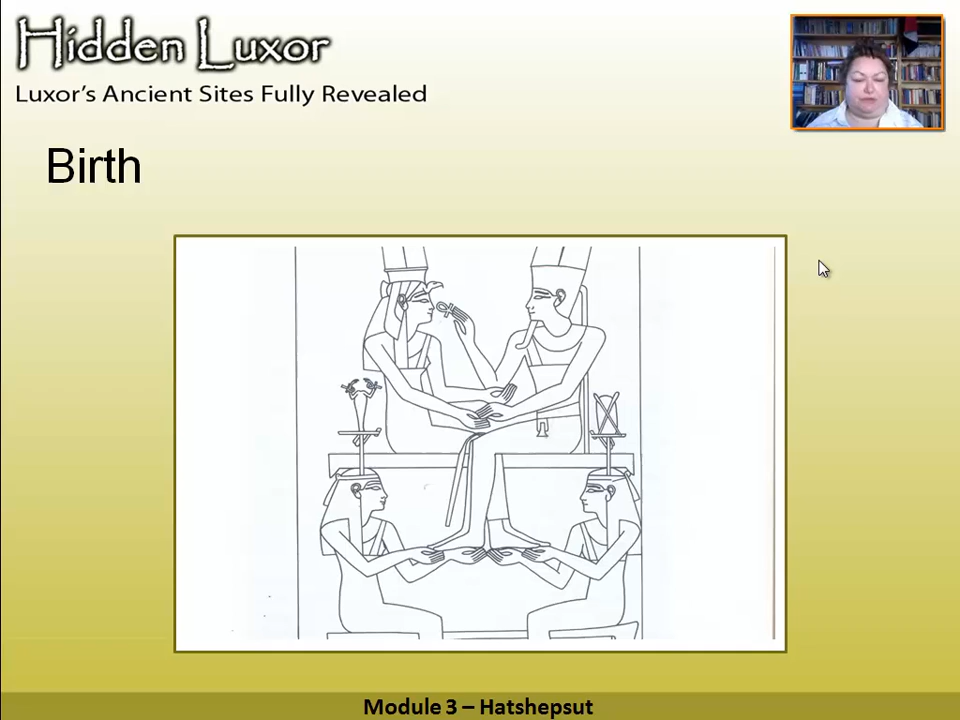 Hidden Luxor
Luxor's Ancient Sites Fully Revealed
Birth
Module 3 – Hatshepsut